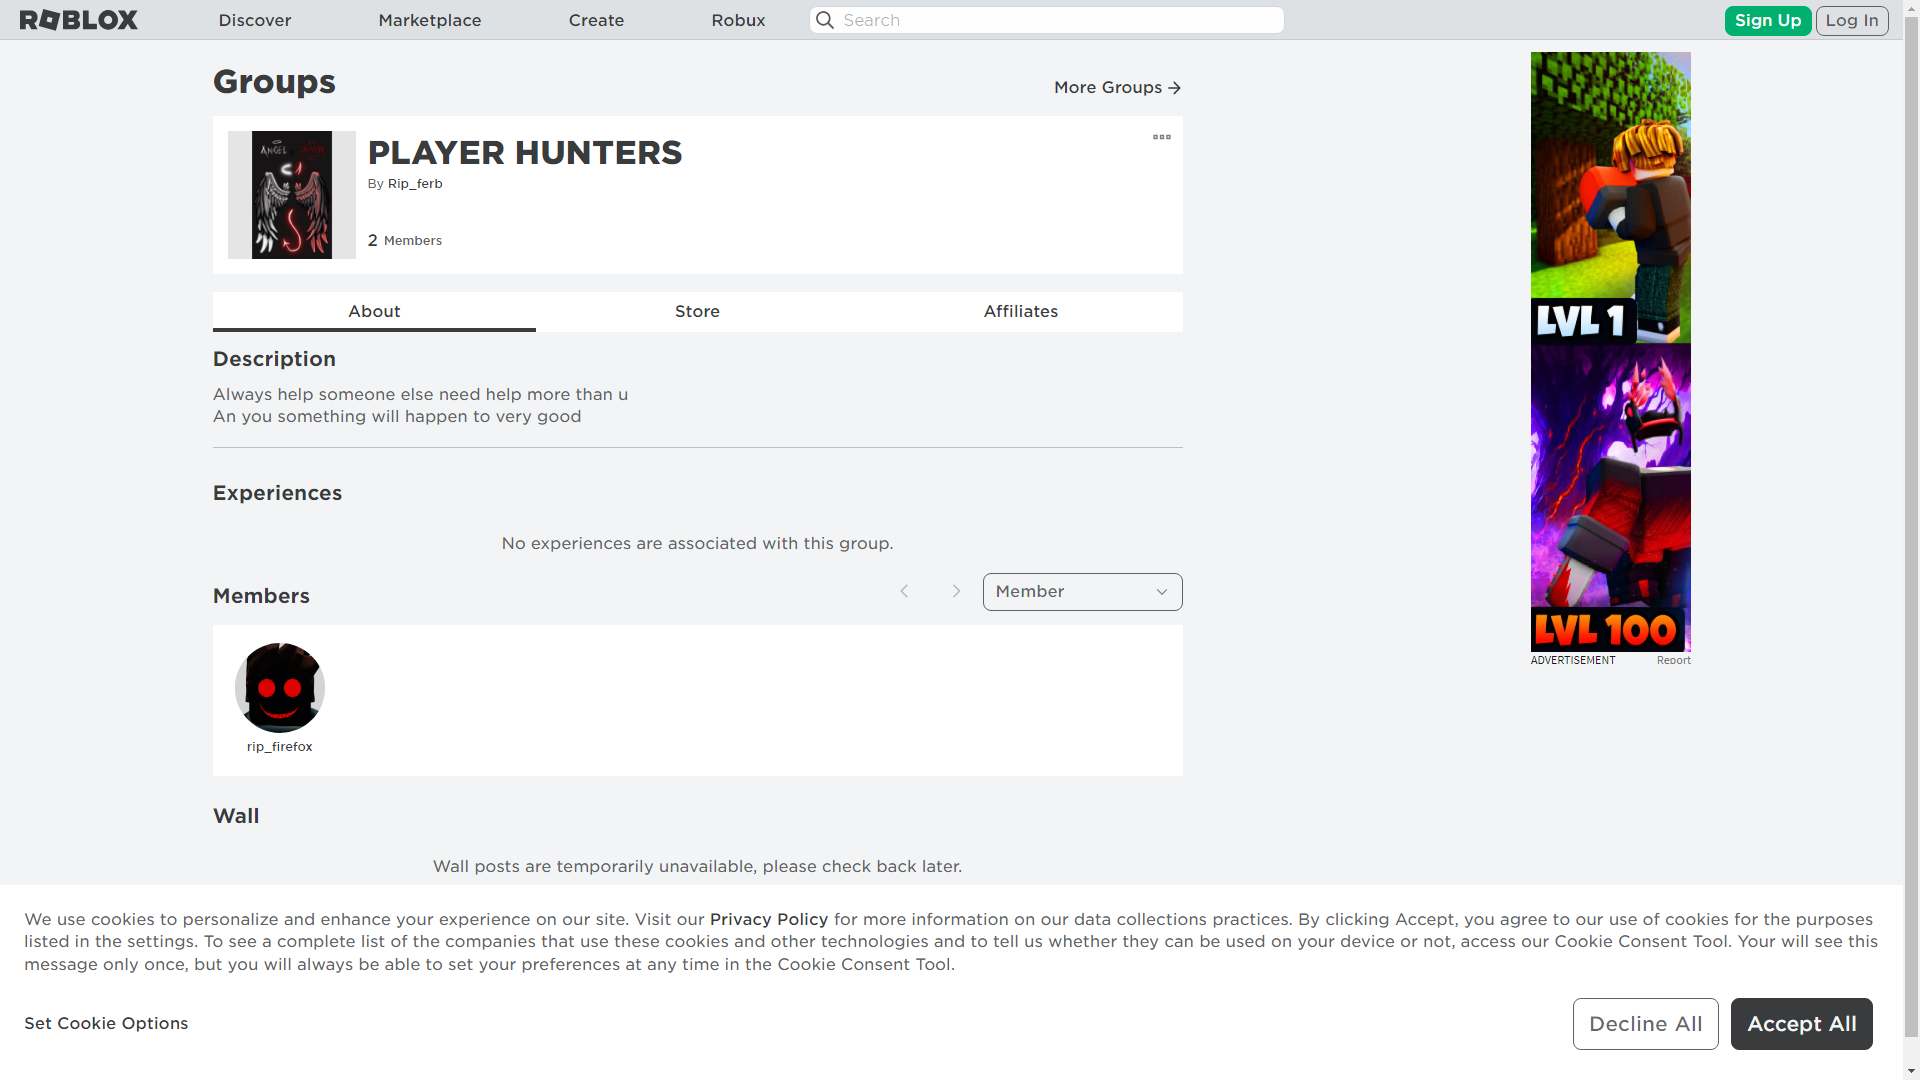 ROBLOX
Discover
Marketplace
Create
Robux
Search
Sign Up
Log In
Groups
More Groups
ANGEL
PLAYER HUNTERS
By Rip_ferb
2 Members
About
Store
Affiliates
Description
Always help someone else need help more than u
An you something will happen to very good
Experiences
No experiences are associated with this group.
Members
Member
rip_firefox
Wall
Wall posts are temporarily unavailable, please check back later.
LVL 1
LVL 100
ADVERTISEMENT
Report
We use cookies to personalize and enhance your experience on our site. Visit our Privacy Policy for more information on our data collections practices. By clicking Accept, you agree to our use of cookies for the purposes
listed in the settings. To see a complete list of the companies that use these cookies and other technologies and to tell us whether they can be used on your device or not, access our Cookie Consent Tool. Your will see this
message only once, but you will always be able to set your preferences at any time in the Cookie Consent Tool.
Set Cookie Options
Decline All
Accept All